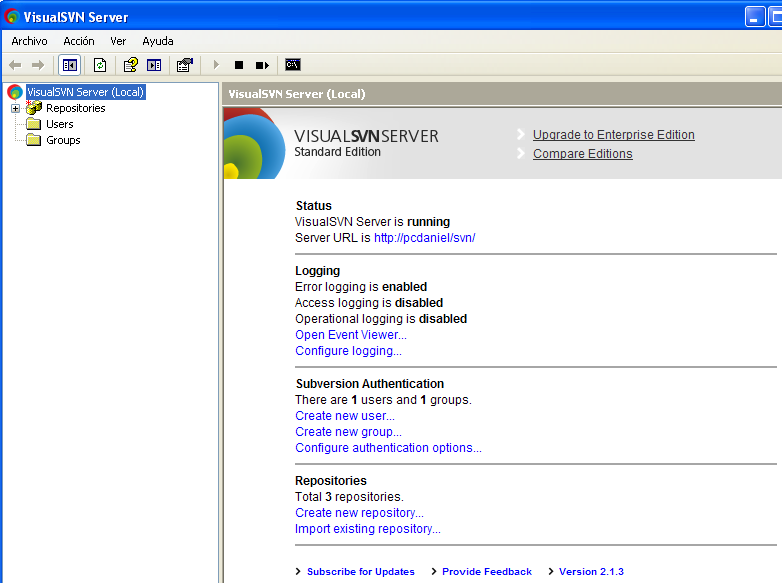 VisualSVN Server
Archivo Acción Ver Ayuda
C:\
VisualSVN Server (Local)
Repositories
Users
Groups
VisualSVN Server (Local)
VISUALSVNSERVER
Standard Edition
Upgrade to Enterprise Edition
Compare Editions
Status
VisualSVN Server is running
Server URL is http://pcdaniel/svn/
Logging
Error logging is enabled
Access logging is disabled
Operational logging is disabled
Open Event Viewer...
Configure logging...
Subversion Authentication
There are 1 users and 1 groups.
Create new user...
Create new group...
Configure authentication options...
Repositories
Total 3 repositories.
Create new repository...
Import existing repository...
Subscribe for Updates Provide Feedback Version 2.1.3